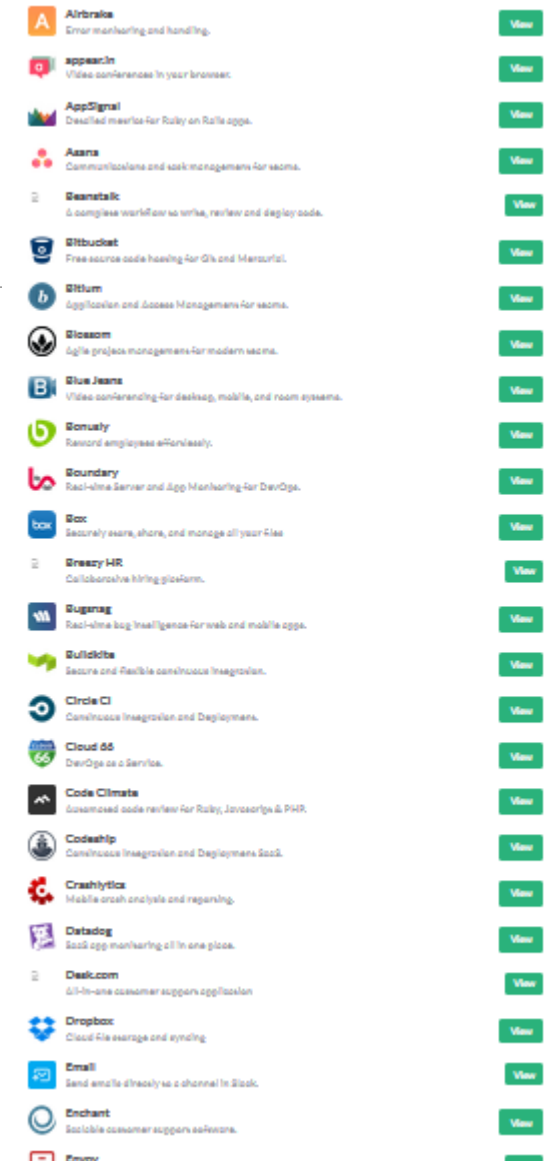 Airbrake
Error monitoring and handling.
View
appear.in
Video conferences in your browser.
View
AppSignal
Detailed metrics for Ruby on Rails apps.
View
Asana
Communications and task management for teams.
View
Beanstalk
A complete workflow to write, review and deploy code.
View
Bitbucket
Free source code hosting for Git and Mercurial.
View
Bitium
Application and Access Management for teams.
View
Blossom
Agile project management for modern teams.
View
Blue Jeans
Video conferencing for desktop, mobile, and room systems.
View
Bonusly
Reward employees effortlessly.
View
Boundary
Real-time Server and App Monitoring for DevOps.
View
box
Box
Securely store, share, and manage all your files
View
Breezy HR
Collaborative hiring platform.
View
Bugsnag
Real-time bug intelligence for web and mobile apps.
View
Buildkite
Secure and flexible continuous integration.
View
Circle CI
Continuous Integration and Deployment.
View
CLOUD 66
Cloud 66
DevOps as a Service.
View
Code Climate
Automated code review for Ruby, Javascript & PHP.
View
Codeship
Continuous Integration and Deployment SaaS.
View
Crashlytics
Mobile crash analysis and reporting.
View
Datadog
SaaS app monitoring all in one place.
View
Desk.com
All-in-one customer support application
View
Dropbox
Cloud file storage and syncing
View
Email
Send emails directly to a channel in Slack.
View
Enchant
Scalable customer support software.
View
Envoy